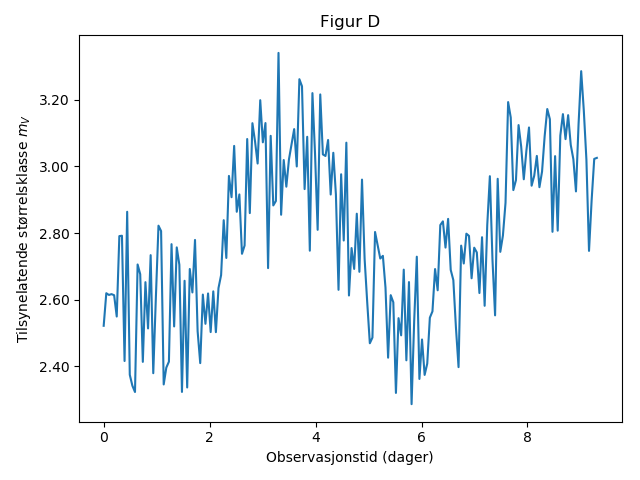 Figur D
Tilsynelatende størrelsklasse $m_V$
3.20
3.00
2.80
2.60
2.40
0 2 4 6 8
Observasjonstid (dager)